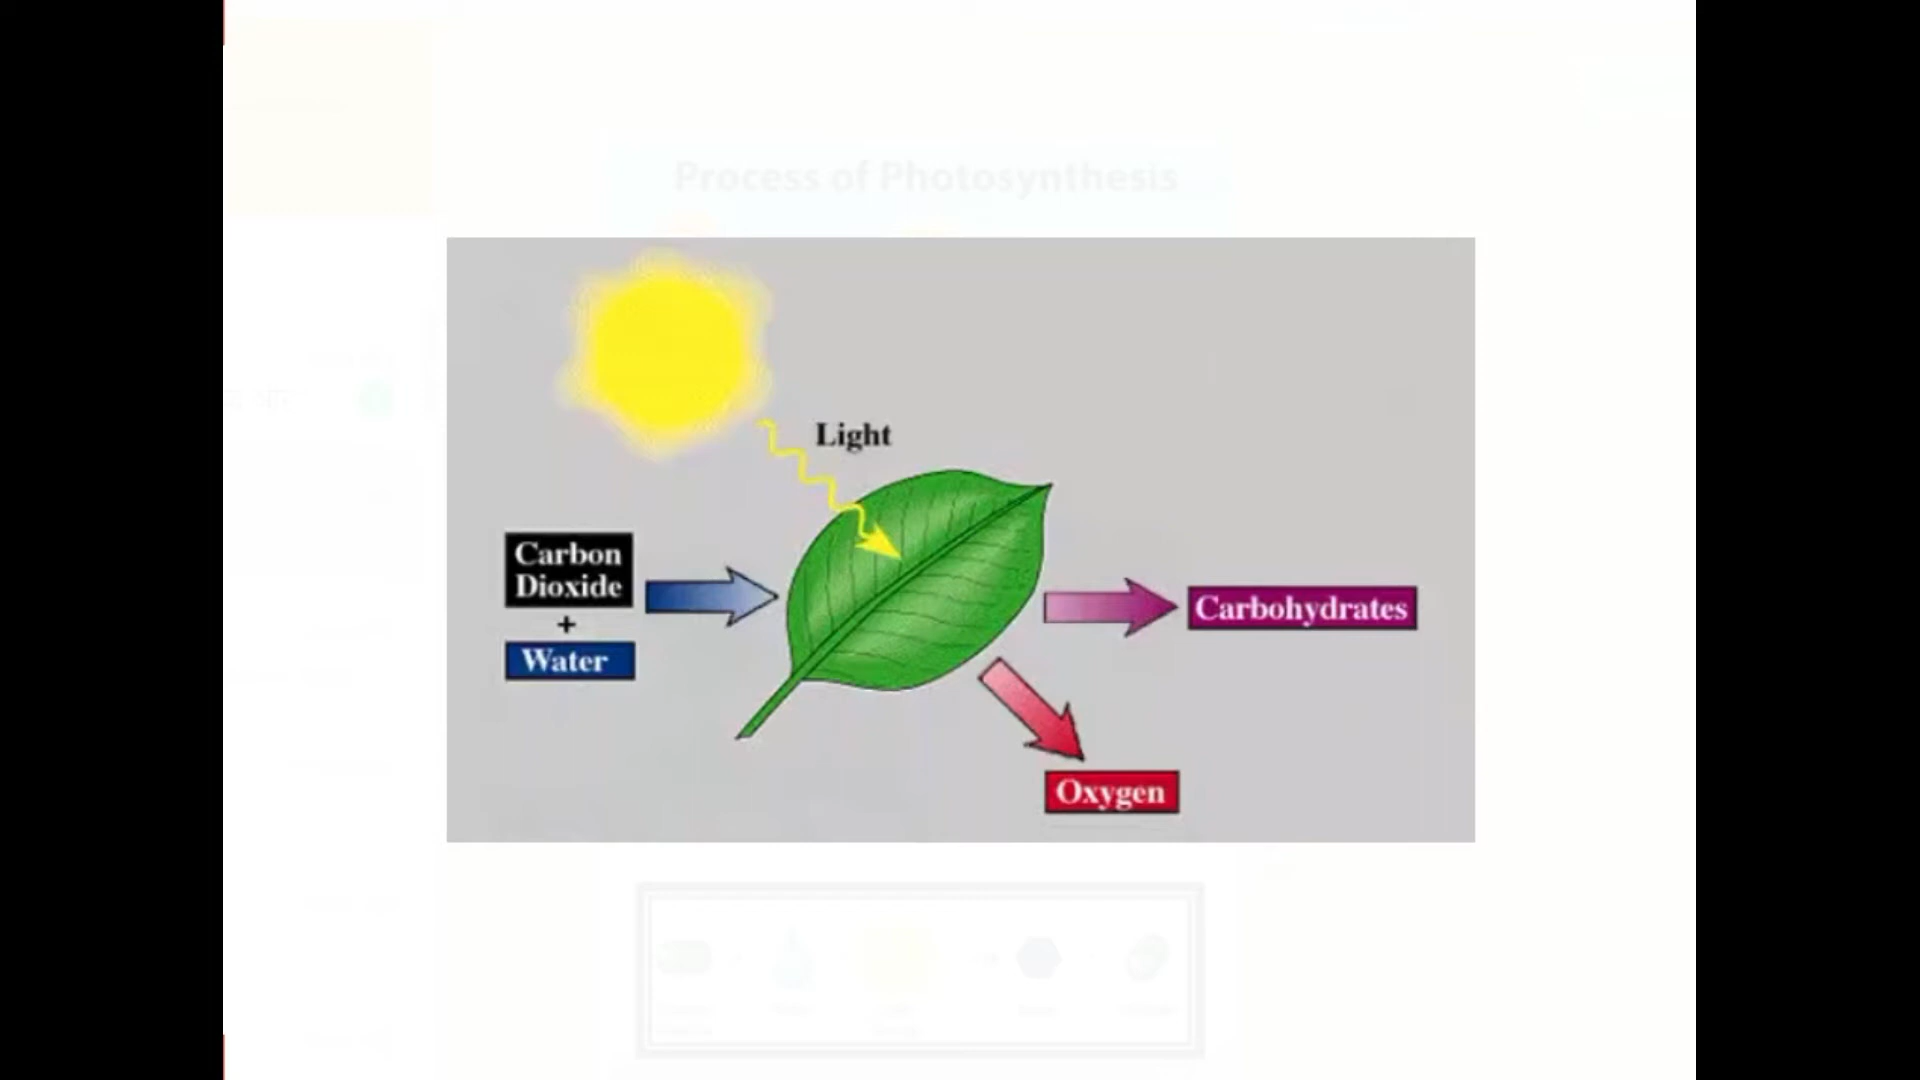 Process of Photosynthesis
Light
Carbon
Dioxide
+
Water
Carbohydrates
Oxygen